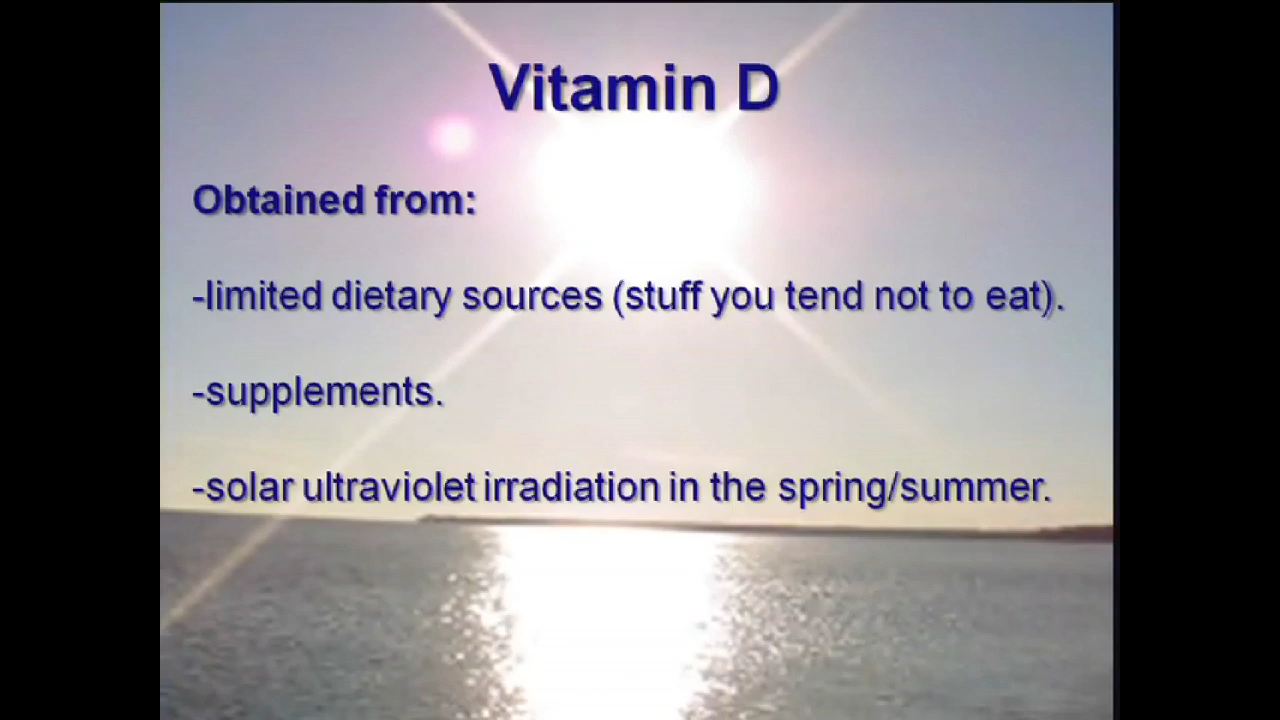 Vitamin D
Obtained from:
-limited dietary sources (stuff you tend not to eat).
-supplements.
-solar ultraviolet irradiation in the spring/summer.